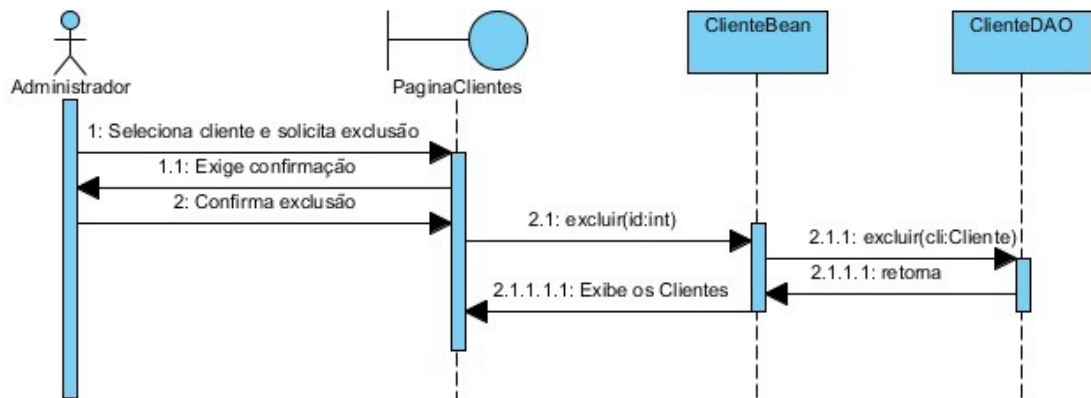 ClienteBean
ClienteDAO
Administrador
PaginaClientes
1: Seleciona cliente e solicita exclusão
1.1: Exige confirmação
2: Confirma exclusão
2.1: excluir(id:int)
2.1.1: excluir(cli:Cliente)
2.1.1.1: retorna
2.1.1.1.1: Exibe os Clientes